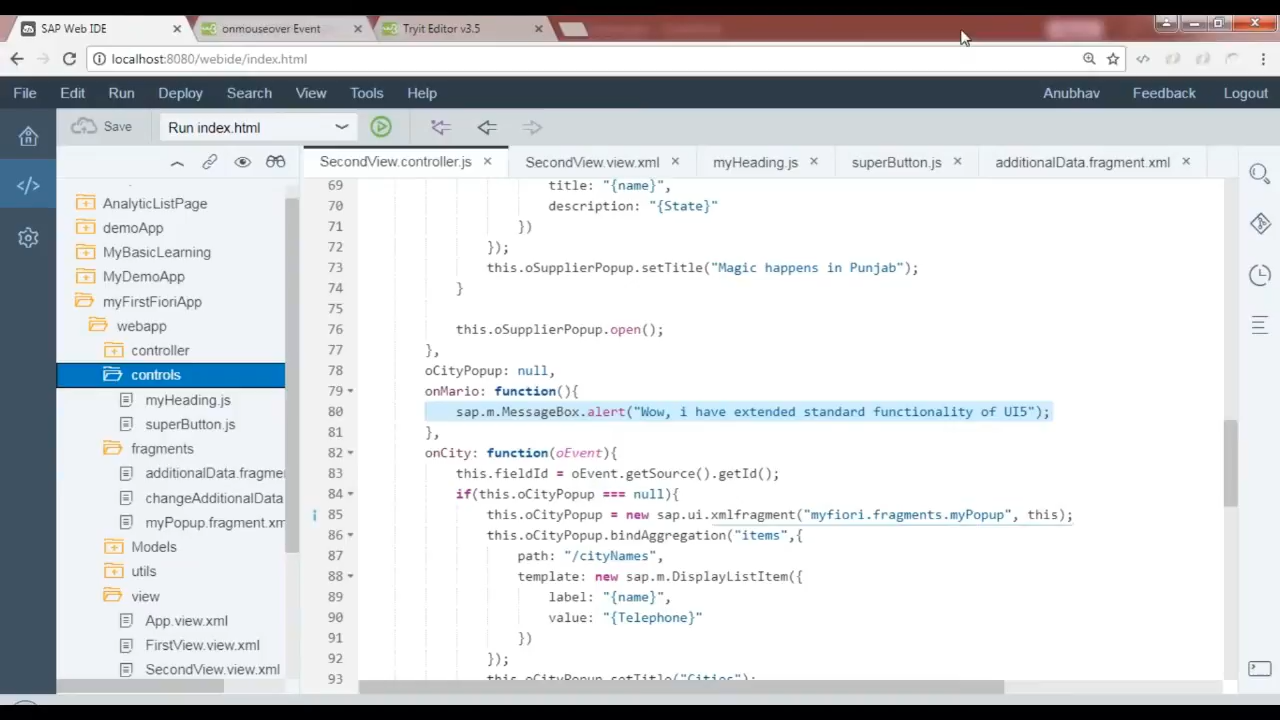 SAP Web IDE
onmouseover Event
Tryit Editor v3.5
localhost:8080/webide/index.html
File Edit Run Deploy Search View Tools Help Anubhav Feedback Logout
Save Run index.html
SecondView.controller.js SecondView.view.xml myHeading.js superButton.js additionalData.fragment.xml
AnalyticListPage
demoApp
MyBasicLearning
MyDemoApp
myFirstFioriApp
webapp
controller
controls
myHeading.js
superButton.js
fragments
additionalData.fragme
changeAdditionalData
myPopup.fragment.xm
Models
utils
view
App.view.xml
FirstView.view.xml
SecondView.view.xml
69 title: "{name}",
70 description: "{State}"
71 })
72 });
73 this.oSupplierPopup.setTitle("Magic happens in Punjab");
74 }
75
76 this.oSupplierPopup.open();
77 },
78 oCityPopup: null,
79 onMario: function(){
80 sap.m.MessageBox.alert("Wow, i have extended standard functionality of UI5");
81 },
82 onCity: function(oEvent){
83 this.fieldId = oEvent.getSource().getId();
84 if(this.oCityPopup === null){
85 this.oCityPopup = new sap.ui.xmlfragment("myfiori.fragments.myPopup", this);
86 this.oCityPopup.bindAggregation("items",{
87 path: "/cityNames",
88 template: new sap.m.DisplayListItem({
89 label: "{name}",
90 value: "{Telephone}"
91 })
92 });
93 this.oCityPopup.setTitle("Cities");